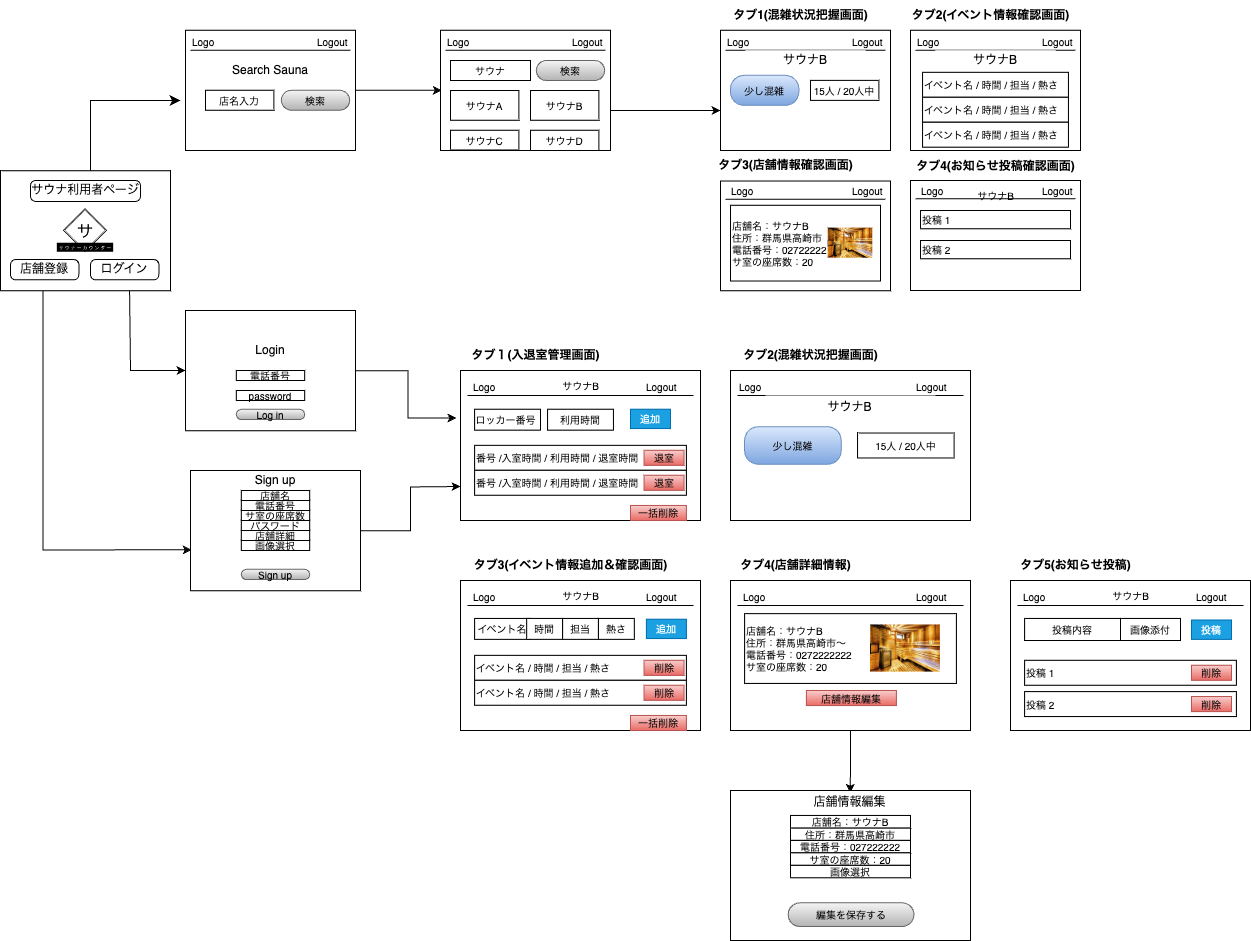 サウナ利用者ページ
サ
サウナーカウンター
店舗登録
ログイン
Logo
Logout
Search Sauna
店名入力
検索
Logo
Logout
サウナ
検索
サウナA
サウナB
サウナC
サウナD
タブ1(混雑状況把握画面)
Logo
Logout
サウナB
少し混雑
15人 / 20人中
タブ2(イベント情報確認画面)
Logo
Logout
サウナB
イベント名 / 時間 / 担当 / 熱さ
イベント名 / 時間 / 担当 / 熱さ
イベント名 / 時間 / 担当 / 熱さ
タブ3(店舗情報確認画面)
Logo
Logout
店舗名：サウナB
住所：群馬県高崎市
電話番号：02722222
サ室の座席数：20
タブ4(お知らせ投稿確認画面)
Logo
サウナB
Logout
投稿 1
投稿 2
Login
電話番号
password
Log in
Sign up
店舗名
電話番号
サ室の座席数
パスワード
店舗詳細
画像選択
Sign up
タブ 1 (入退室管理画面)
Logo
サウナB
Logout
ロッカー番号
利用時間
追加
番号 /入室時間 / 利用時間 / 退室時間
退室
番号 /入室時間 / 利用時間 / 退室時間
退室
一括削除
タブ2(混雑状況把握画面)
Logo
Logout
サウナB
少し混雑
15人 / 20人中
タブ3(イベント情報追加＆確認画面)
Logo
サウナB
Logout
イベント名
時間
担当
熱さ
追加
イベント名 / 時間 / 担当 / 熱さ
削除
イベント名 / 時間 / 担当 / 熱さ
削除
一括削除
タブ4(店舗詳細情報)
Logo
Logout
店舗名：サウナB
住所：群馬県高崎市〜
電話番号：0272222222
サ室の座席数：20
店舗情報編集
タブ5(お知らせ投稿)
Logo
サウナB
Logout
投稿内容
画像添付
投稿
投稿 1
削除
投稿 2
削除
店舗情報編集
店舗名：サウナB
住所：群馬県高崎市
電話番号：027222222
サ室の座席数：20
画像選択
編集を保存する